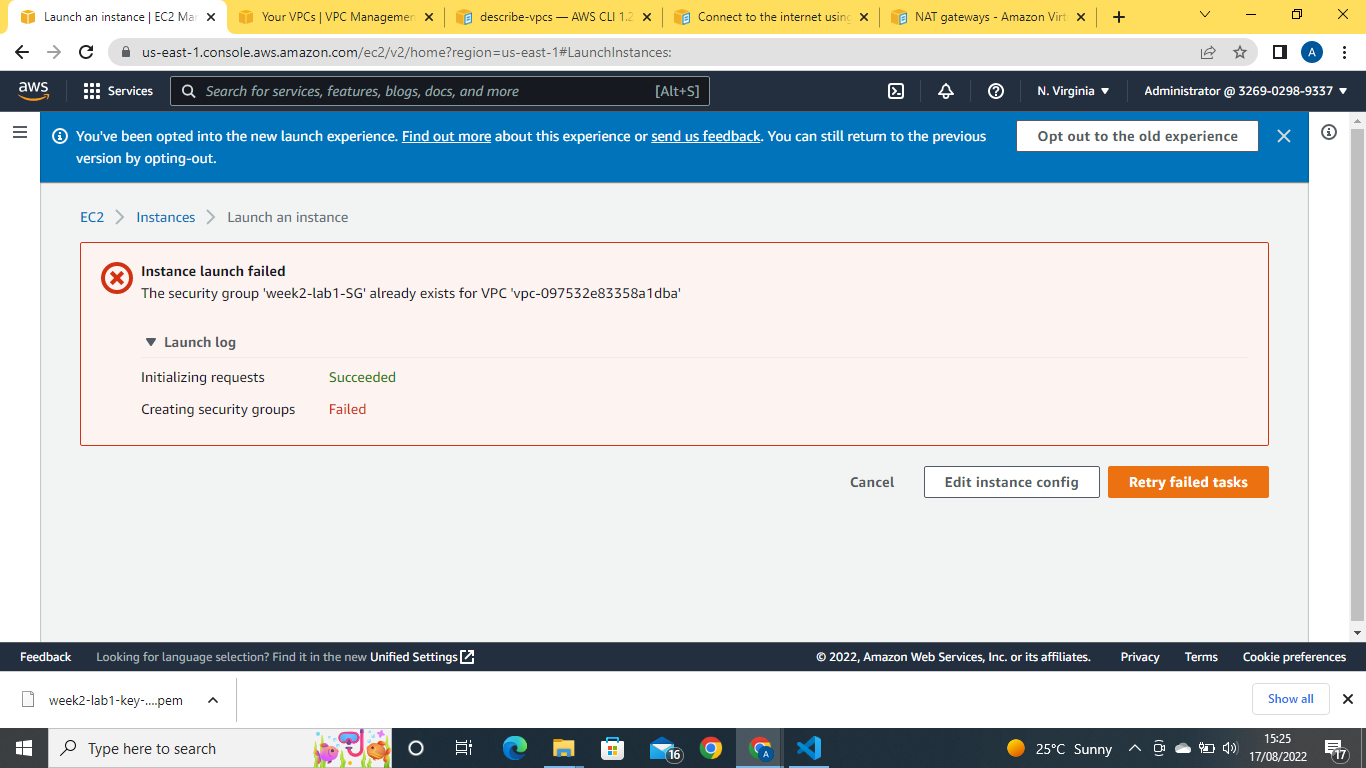 Launch an instance | EC2 Mar
Your VPCs | VPC Managemen
describe-vpcs — AWS CLI 1.2
Connect to the internet using
NAT gateways - Amazon Virt
us-east-1.console.aws.amazon.com/ec2/v2/home?region=us-east-1#LaunchInstances:
A
aws
Services
Search for services, features, blogs, docs, and more
[Alt+S]
N. Virginia
Administrator @ 3269-0298-9337
You've been opted into the new launch experience. Find out more about this experience or send us feedback. You can still return to the previous
version by opting-out.
Opt out to the old experience
EC2
Instances
Launch an instance
Instance launch failed
The security group 'week2-lab1-SG' already exists for VPC 'vpc-097532e83358a1dba'
Launch log
Initializing requests
Succeeded
Creating security groups
Failed
Cancel
Edit instance config
Retry failed tasks
Feedback
Looking for language selection? Find it in the new Unified Settings
© 2022, Amazon Web Services, Inc. or its affiliates.
Privacy
Terms
Cookie preferences
week2-lab1-key-....pem
Show all
Type here to search
16
A
25°C Sunny
15:25
17/08/2022
17